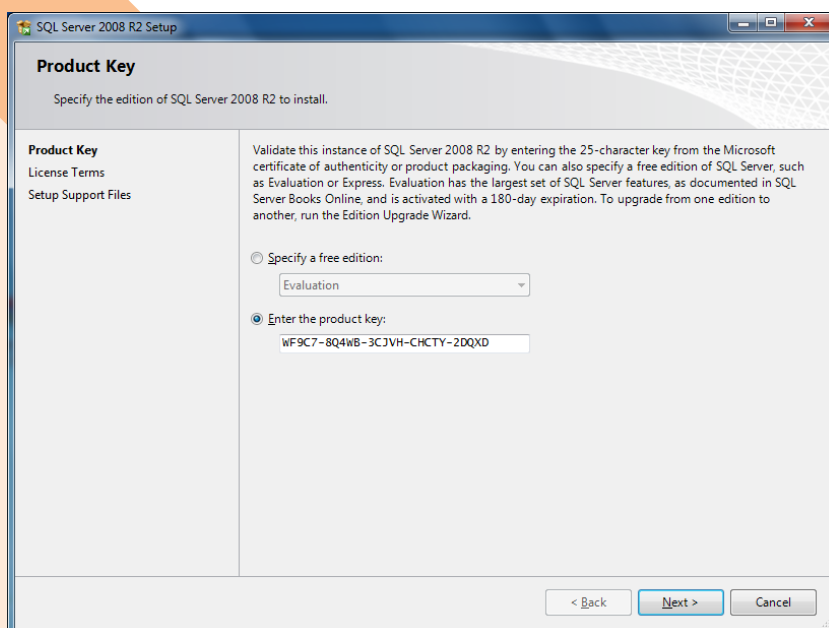 SQL Server 2008 R2 Setup
Product Key
Specify the edition of SQL Server 2008 R2 to install.
Product Key
License Terms
Setup Support Files
Validate this instance of SQL Server 2008 R2 by entering the 25-character key from the Microsoft
certificate of authenticity or product packaging. You can also specify a free edition of SQL Server, such
as Evaluation or Express. Evaluation has the largest set of SQL Server features, as documented in SQL
Server Books Online, and is activated with a 180-day expiration. To upgrade from one edition to
another, run the Edition Upgrade Wizard.
Specify a free edition:
Evaluation
Enter the product key:
WF9C7-8Q4WB-3CJVH-CHCTY-2DQXD
< Back
Next >
Cancel